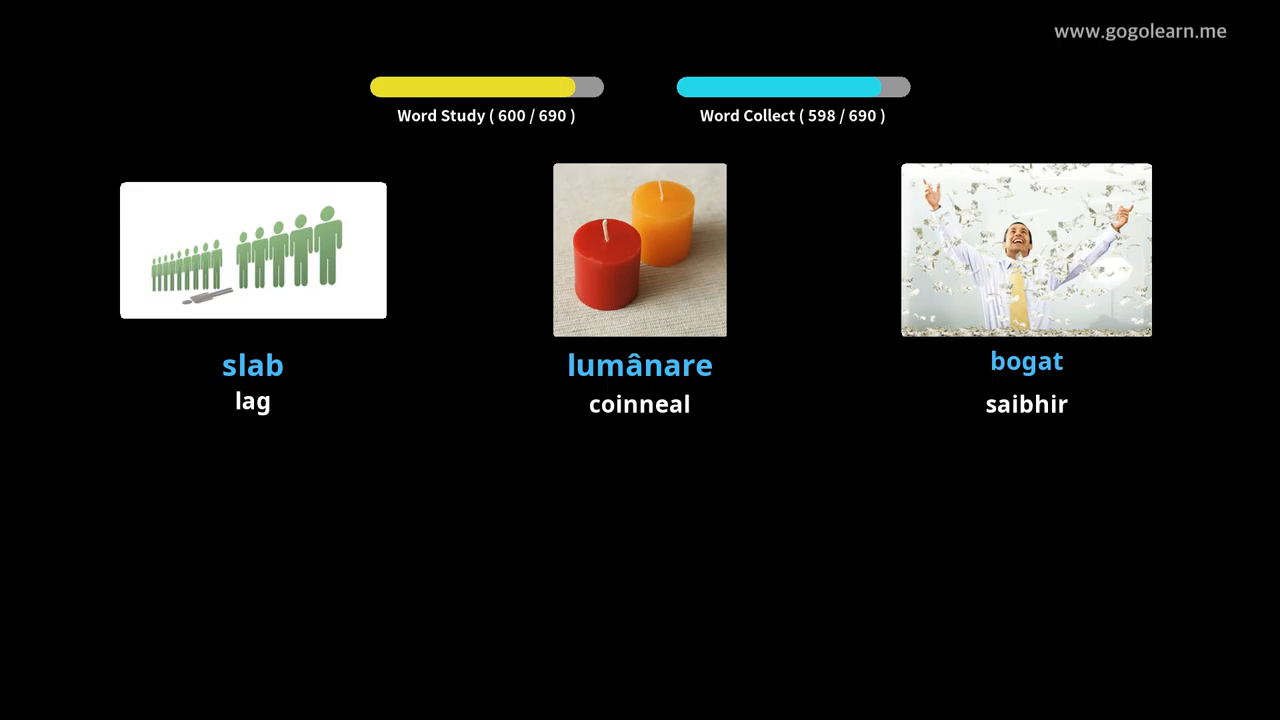 www.gogolearn.me
Word Study ( 600 / 690 )
Word Collect ( 598 / 690 )
slab
lag
lumânare
coinneal
bogat
saibhir